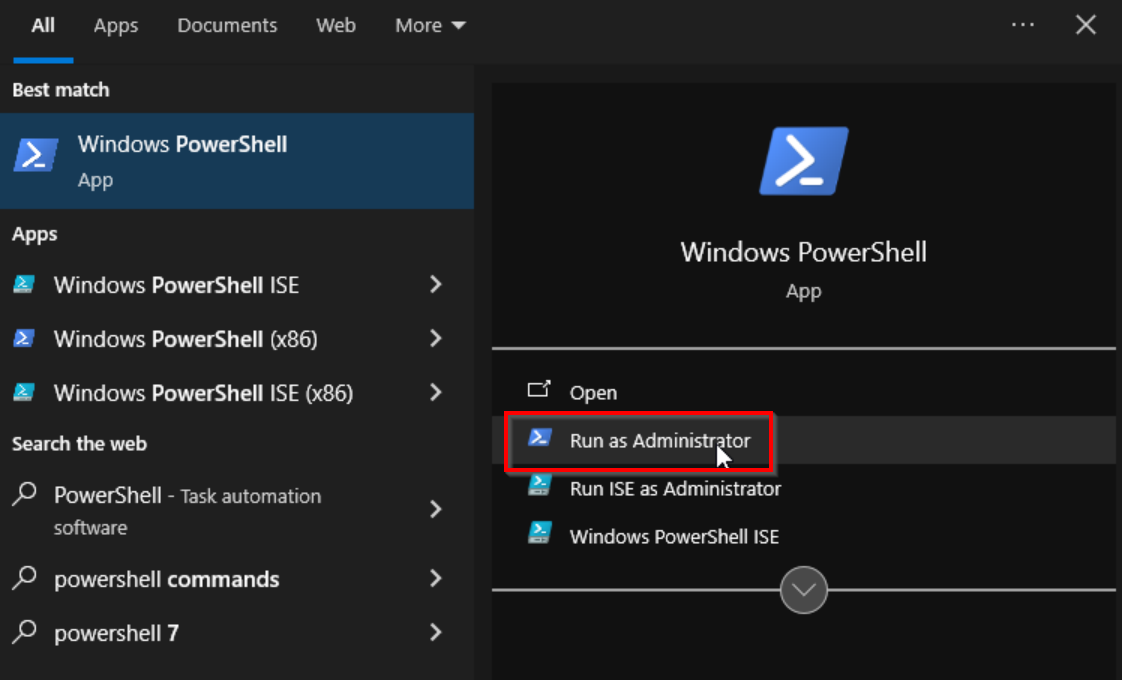 All Apps Documents Web More
Best match
Windows PowerShell
App
Apps
Windows PowerShell ISE
Windows PowerShell (x86)
Windows PowerShell ISE (x86)
Search the web
PowerShell - Task automation
software
powershell commands
powershell 7
Windows PowerShell
App
Open
Run as Administrator
Run ISE as Administrator
Windows PowerShell ISE